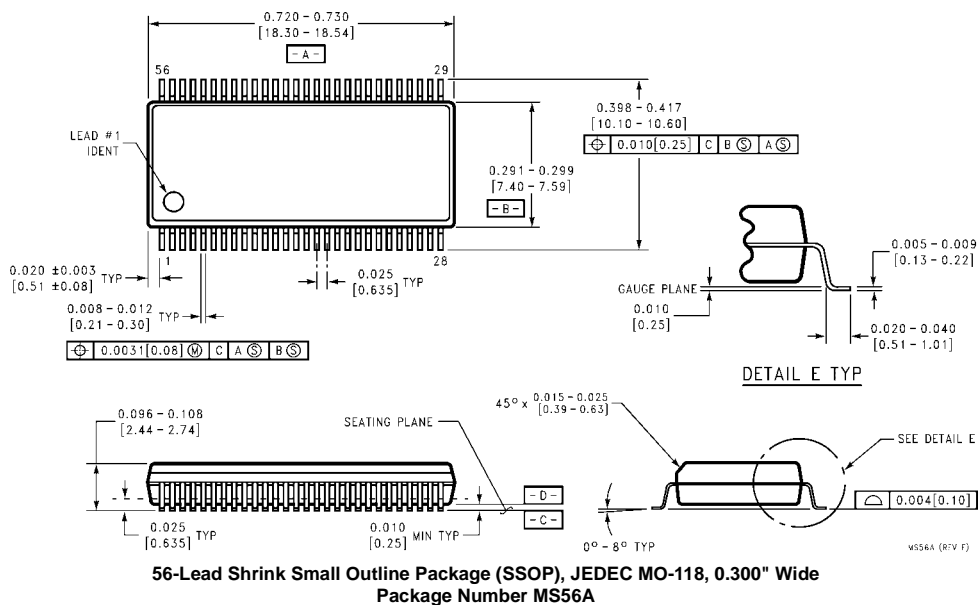 0.720 – 0.730
[18.30 – 18.54]
- A -
56
29
LEAD #1
IDENT
0.398 – 0.417
[10.10 – 10.60]
⌖ 0.010[0.25] C B Ⓢ A Ⓢ
0.291 – 0.299
[7.40 – 7.59]
- B -
1
28
0.020 ±0.003
[0.51 ±0.08] TYP
0.025
[0.635] TYP
0.008 – 0.012
[0.21 – 0.30] TYP
⌖ 0.0031[0.08] Ⓜ C A Ⓢ B Ⓢ
0.005 – 0.009
[0.13 – 0.22]
GAUGE PLANE
0.010
[0.25]
0.020 – 0.040
[0.51 – 1.01]
DETAIL E TYP
0.096 – 0.108
[2.44 – 2.74]
SEATING PLANE
- D -
- C -
0.025
[0.635] TYP
0.010
[0.25] MIN TYP
45° x 0.015 – 0.025
[0.39 – 0.63]
SEE DETAIL E
⌓ 0.004[0.10]
0° – 8° TYP
MS56A (REV F)
56-Lead Shrink Small Outline Package (SSOP), JEDEC MO-118, 0.300" Wide
Package Number MS56A